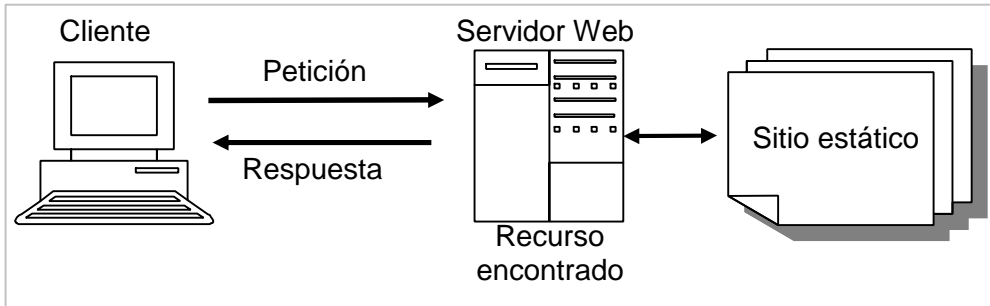 Cliente
Servidor Web
Petición
Sitio estático
Respuesta
Recurso
encontrado